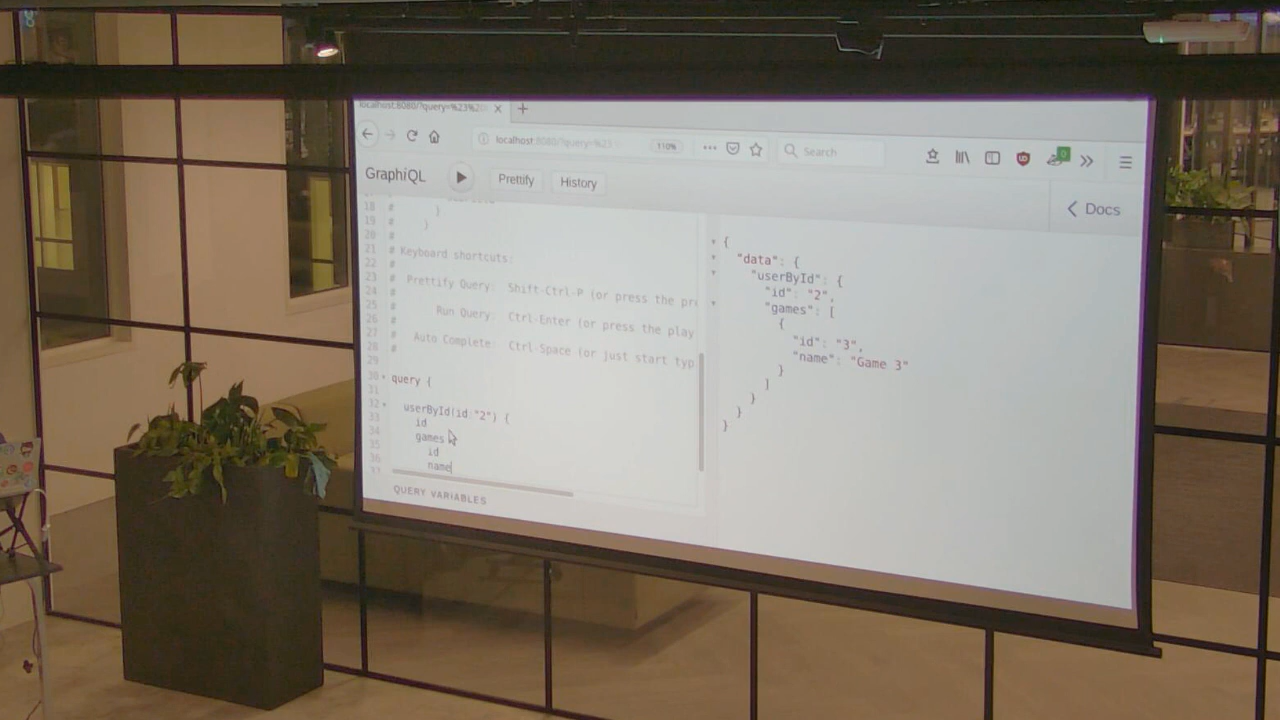 localhost:8080/?query=%23%20 × +
localhost:8080/?query=%23 110% Search
GraphiQL Prettify History
Docs
18 # }
19 # }
20 #
21 # Keyboard shortcuts:
22 #
23 # Prettify Query: Shift-Ctrl-P (or press the pr
24 #
25 # Run Query: Ctrl-Enter (or press the play
26 #
27 # Auto Complete: Ctrl-Space (or just start typ
28 #
29
30 query {
31
32 userById(id:"2") {
33 id
34 games
35 id
36 name
37
QUERY VARIABLES
{
"data": {
"userById": {
"id": "2",
"games": [
{
"id": "3",
"name": "Game 3"
}
]
}
}
}